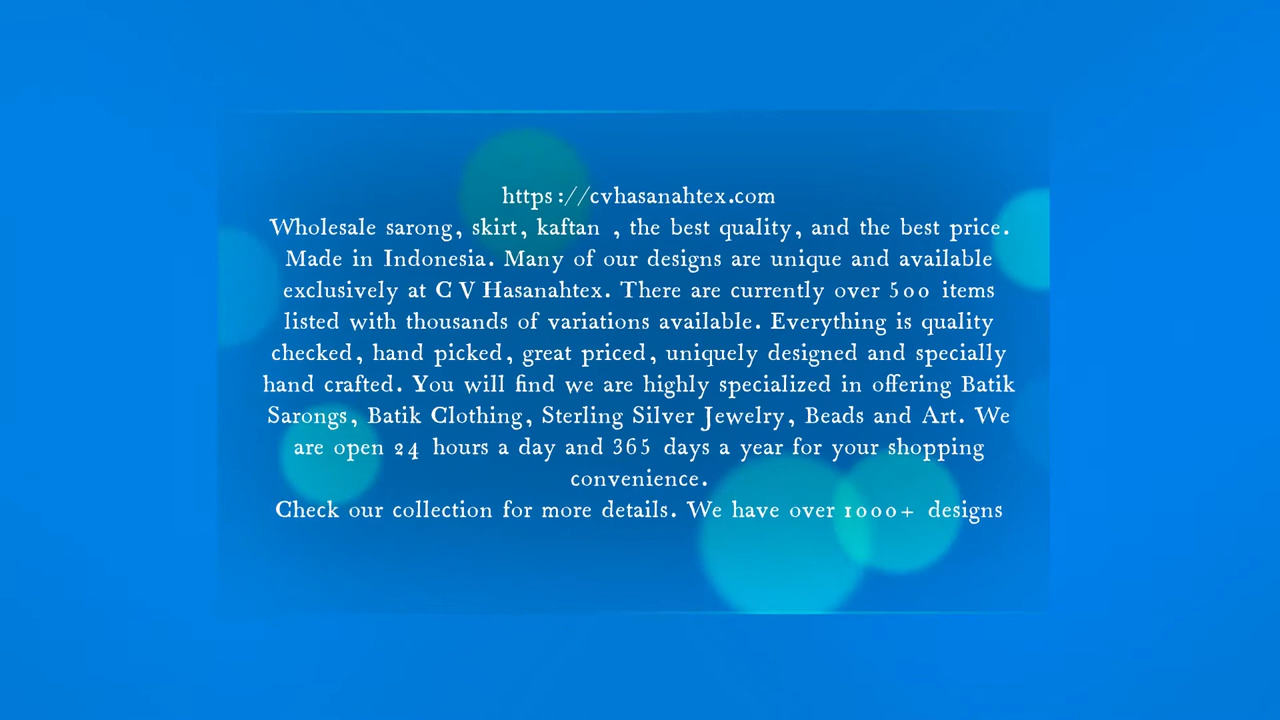 https://cvhasanahtex.com
Wholesale sarong, skirt, kaftan , the best quality, and the best price.
Made in Indonesia. Many of our designs are unique and available
exclusively at C V Hasanahtex. There are currently over 500 items
listed with thousands of variations available. Everything is quality
checked, hand picked, great priced, uniquely designed and specially
hand crafted. You will find we are highly specialized in offering Batik
Sarongs, Batik Clothing, Sterling Silver Jewelry, Beads and Art. We
are open 24 hours a day and 365 days a year for your shopping
convenience.
Check our collection for more details. We have over 1000+ designs